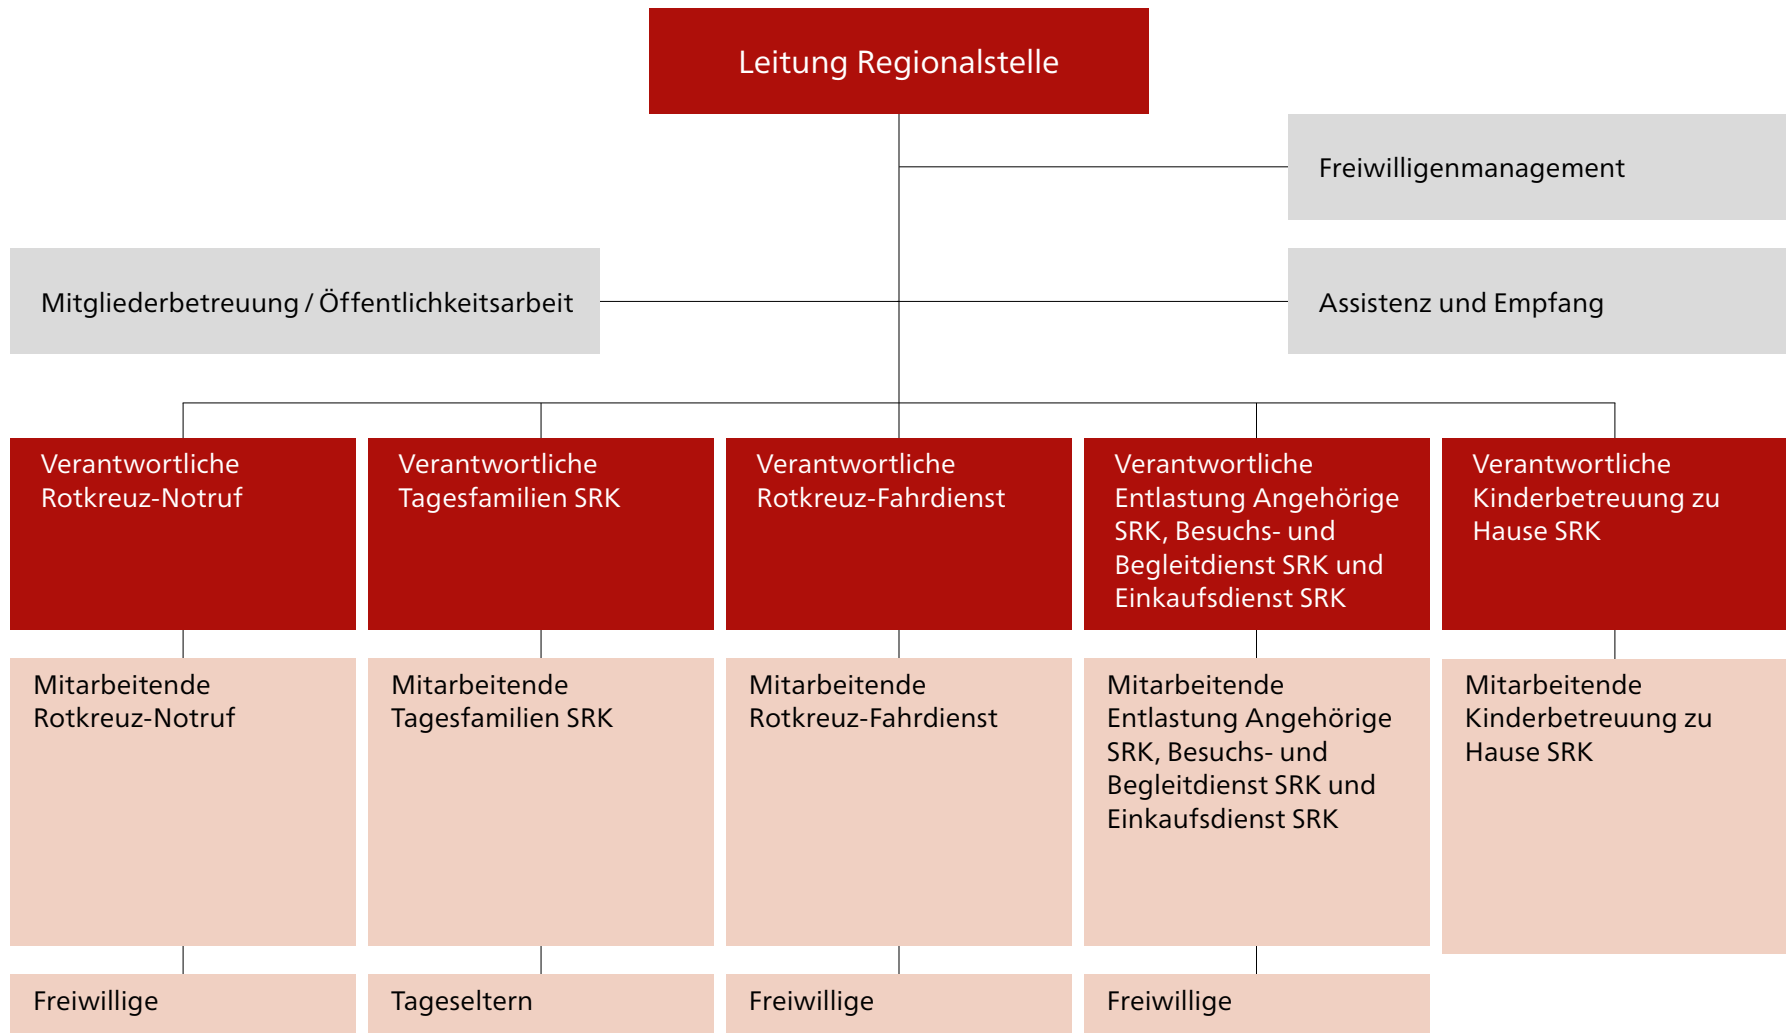 Leitung Regionalstelle
Freiwilligenmanagement
Mitgliederbetreuung / Öffentlichkeitsarbeit
Assistenz und Empfang
Verantwortliche
Rotkreuz-Notruf
Verantwortliche
Tagesfamilien SRK
Verantwortliche
Rotkreuz-Fahrdienst
Verantwortliche
Entlastung Angehörige
SRK, Besuchs- und
Begleitdienst SRK und
Einkaufsdienst SRK
Verantwortliche
Kinderbetreuung zu
Hause SRK
Mitarbeitende
Rotkreuz-Notruf
Mitarbeitende
Tagesfamilien SRK
Mitarbeitende
Rotkreuz-Fahrdienst
Mitarbeitende
Entlastung Angehörige
SRK, Besuchs- und
Begleitdienst SRK und
Einkaufsdienst SRK
Mitarbeitende
Kinderbetreuung zu
Hause SRK
Freiwillige
Tageseltern
Freiwillige
Freiwillige